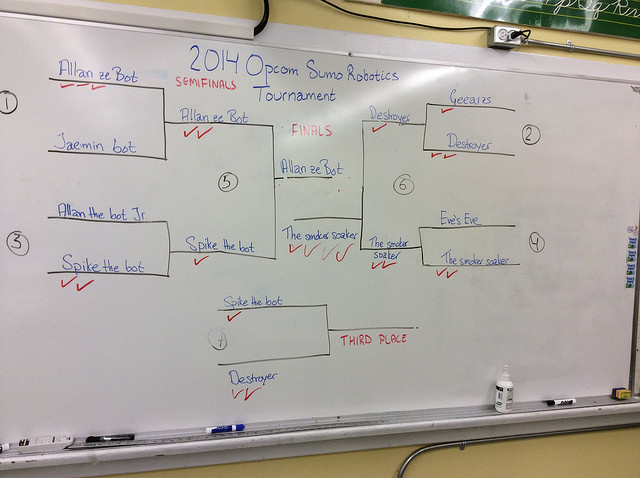 2014 Opcom Sumo Robotics
Tournament
SEMIFINALS
1
Allan ze Bot
Jaemin bot
Allan ze Bot
5
3
Allan the bot Jr.
Spike the bot
Spike the bot
FINALS
Allan ze Bot
The smoker soaker
Destroyer
6
The smoker
soaker
Geearzs
Destroyer
2
Eve's Eve
The smoker soaker
4
Spike the bot
7
Destroyer
THIRD PLACE